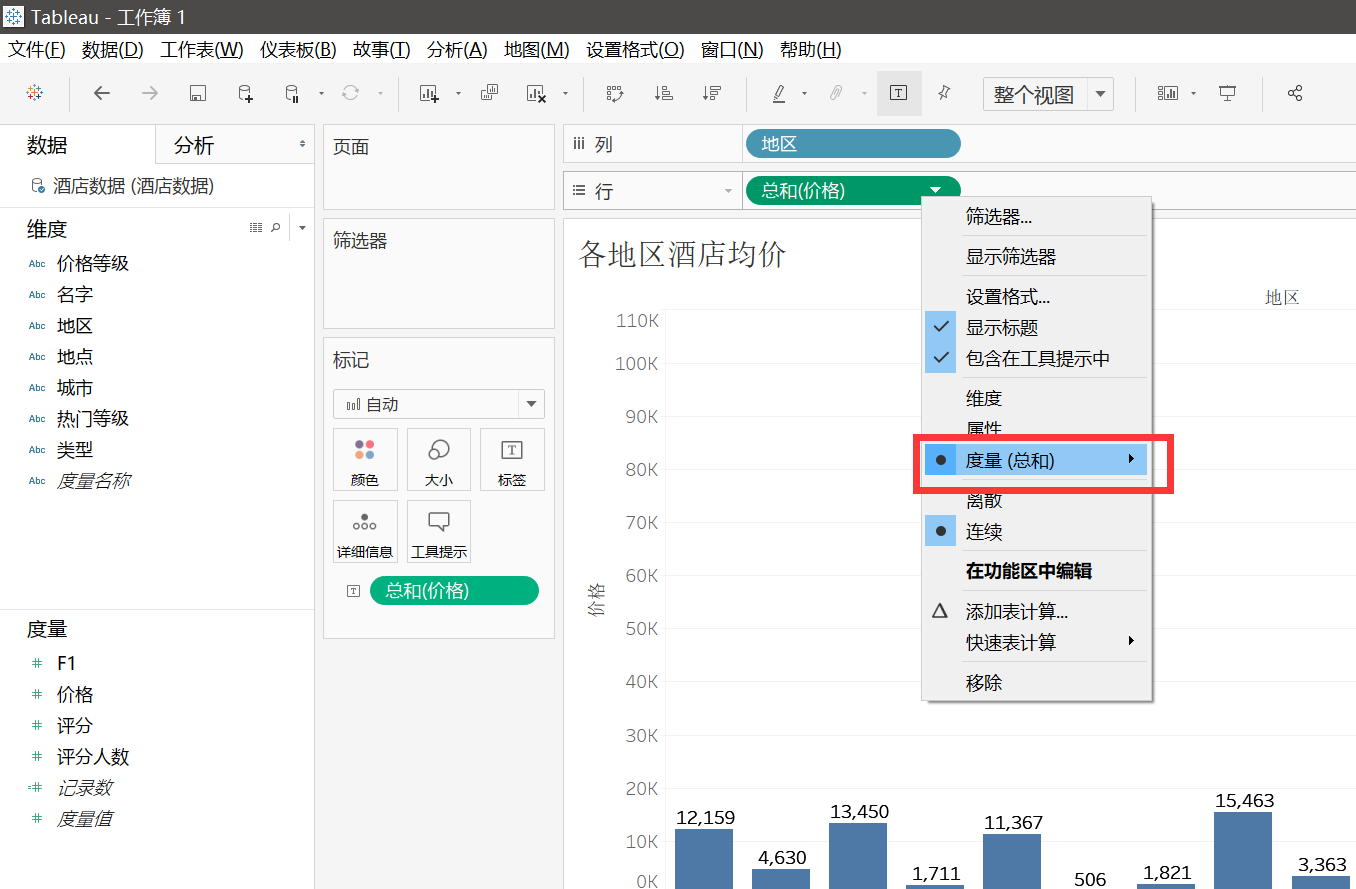 Tableau - 工作簿 1
文件(F) 数据(D) 工作表(W) 仪表板(B) 故事(T) 分析(A) 地图(M) 设置格式(O) 窗口(N) 帮助(H)
整个视图
数据 分析
酒店数据 (酒店数据)
维度
Abc 价格等级
Abc 名字
Abc 地区
Abc 地点
Abc 城市
Abc 热门等级
Abc 类型
Abc 度量名称
度量
F1
价格
评分
评分人数
记录数
度量值
页面
筛选器
标记
自动
颜色 大小 标签
详细信息 工具提示
总和(价格)
列 地区
行 总和(价格)
各地区酒店均价
地区
110K
100K
90K
80K
70K
60K
50K
40K
30K
20K
10K
0K
价格
12,159
4,630
13,450
1,711
11,367
506
1,821
15,463
3,363
筛选器...
显示筛选器
设置格式...
显示标题
包含在工具提示中
维度
属性
度量 (总和)
离散
连续
在功能区中编辑
添加表计算...
快速表计算
移除